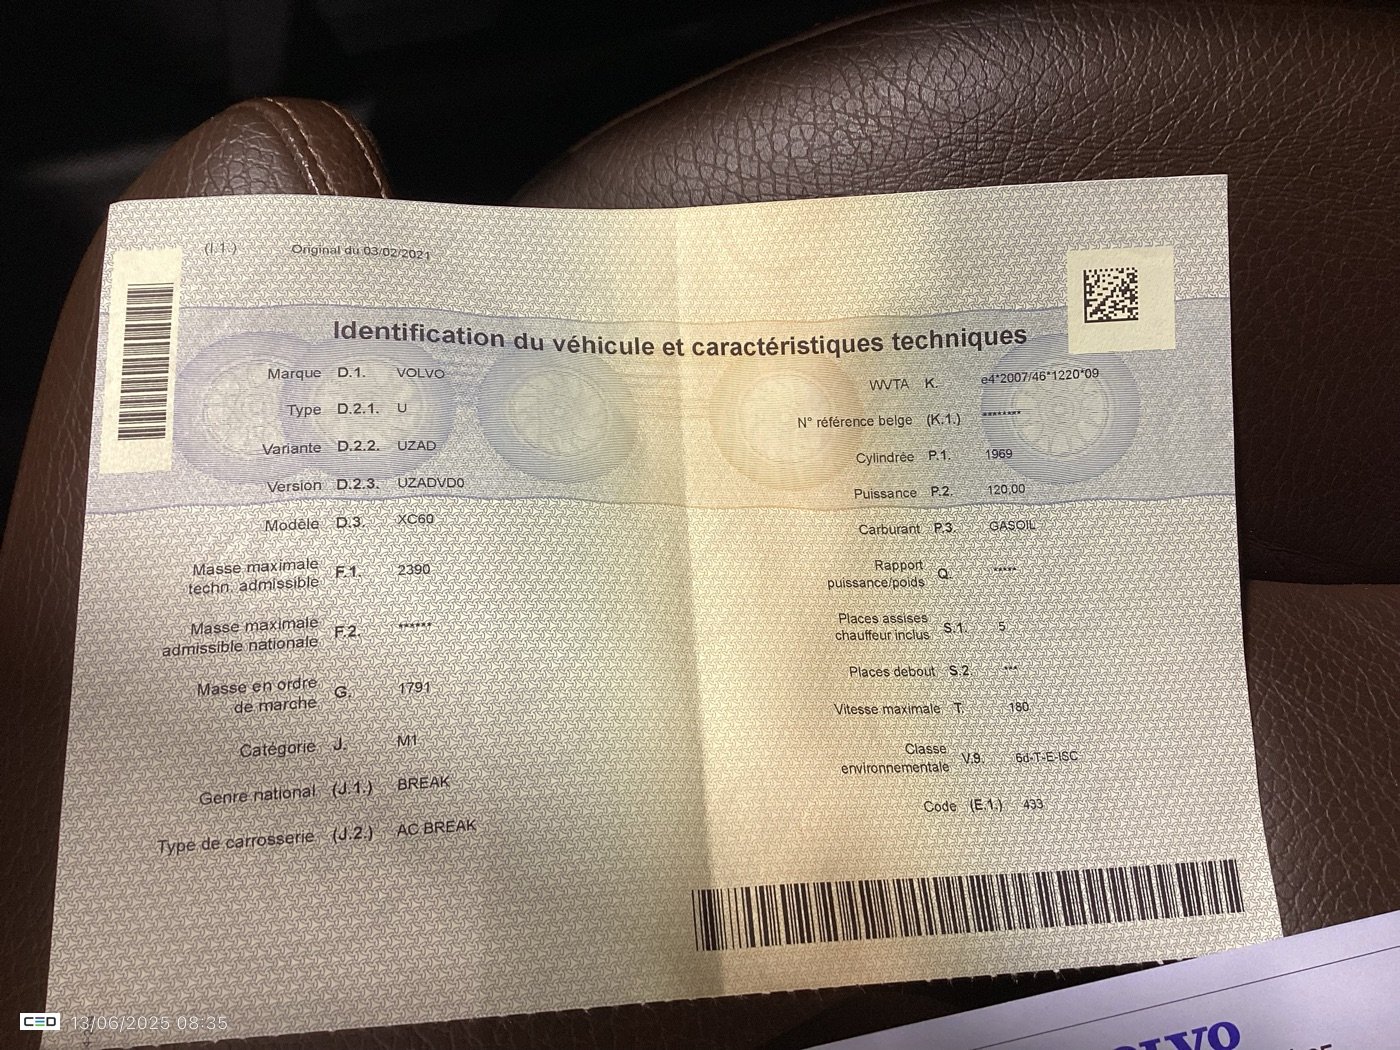 (I.1.) Original du 03/02/2021
Identification du véhicule et caractéristiques techniques
Marque D.1. VOLVO
Type D.2.1. U
Variante D.2.2. UZAD
Version D.2.3. UZADVD0
Modèle D.3. XC60
Masse maximale
techn. admissible F.1. 2390
Masse maximale
admissible nationale F.2. ******
Masse en ordre
de marche G. 1791
Catégorie J. M1
Genre national (J.1.) BREAK
Type de carrosserie (J.2.) AC BREAK
WVTA K. e4*2007/46*1220*09
N° référence belge (K.1.) ********
Cylindrée P.1. 1969
Puissance P.2. 120,00
Carburant P.3. GASOIL
Rapport
puissance/poids Q. *****
Places assises
chauffeur inclus S.1. 5
Places debout S.2. ***
Vitesse maximale T. 180
Classe
environnementale V.9. 6d-T-E-ISC
Code (E.1.) 433
CED 13/06/2025 08:35